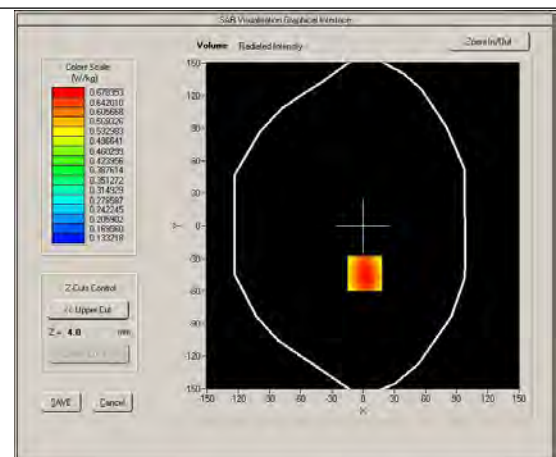 SAR Visualisation Graphical Interface
Volume Radiated Intensity
Zoom In/Out
Colors Scale
(W/kg)
0.678353
0.642010
0.605668
0.569326
0.532983
0.496641
0.460299
0.423956
0.387614
0.351272
0.314929
0.278587
0.242245
0.205902
0.169560
0.133218
Z-Cuts Control
<< Upper Cut
Z = 4.0 mm
SAVE Cancel
150
120
90
60
30
0
-30
-60
-90
-120
-150
Y
-150 -120 -90 -60 -30 0 30 60 90 120 150
X